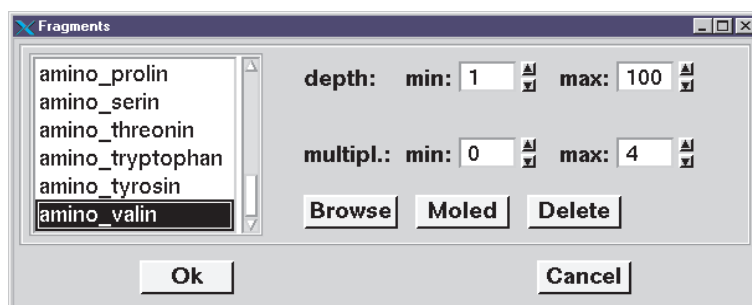 Fragments
amino_prolin
amino_serin
amino_threonin
amino_tryptophan
amino_tyrosin
amino_valin
depth: min: 1 max: 100
multipl.: min: 0 max: 4
Browse Moled Delete
Ok Cancel